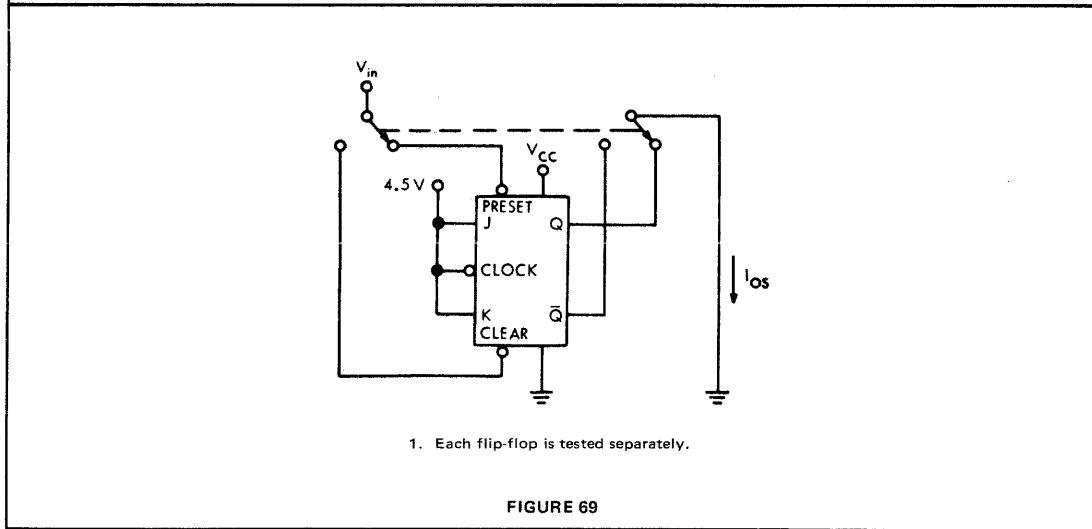 V_in
V_CC
4.5 V
PRESET
J Q
CLOCK
K Q̅
CLEAR
I_OS
1. Each flip-flop is tested separately.
FIGURE 69